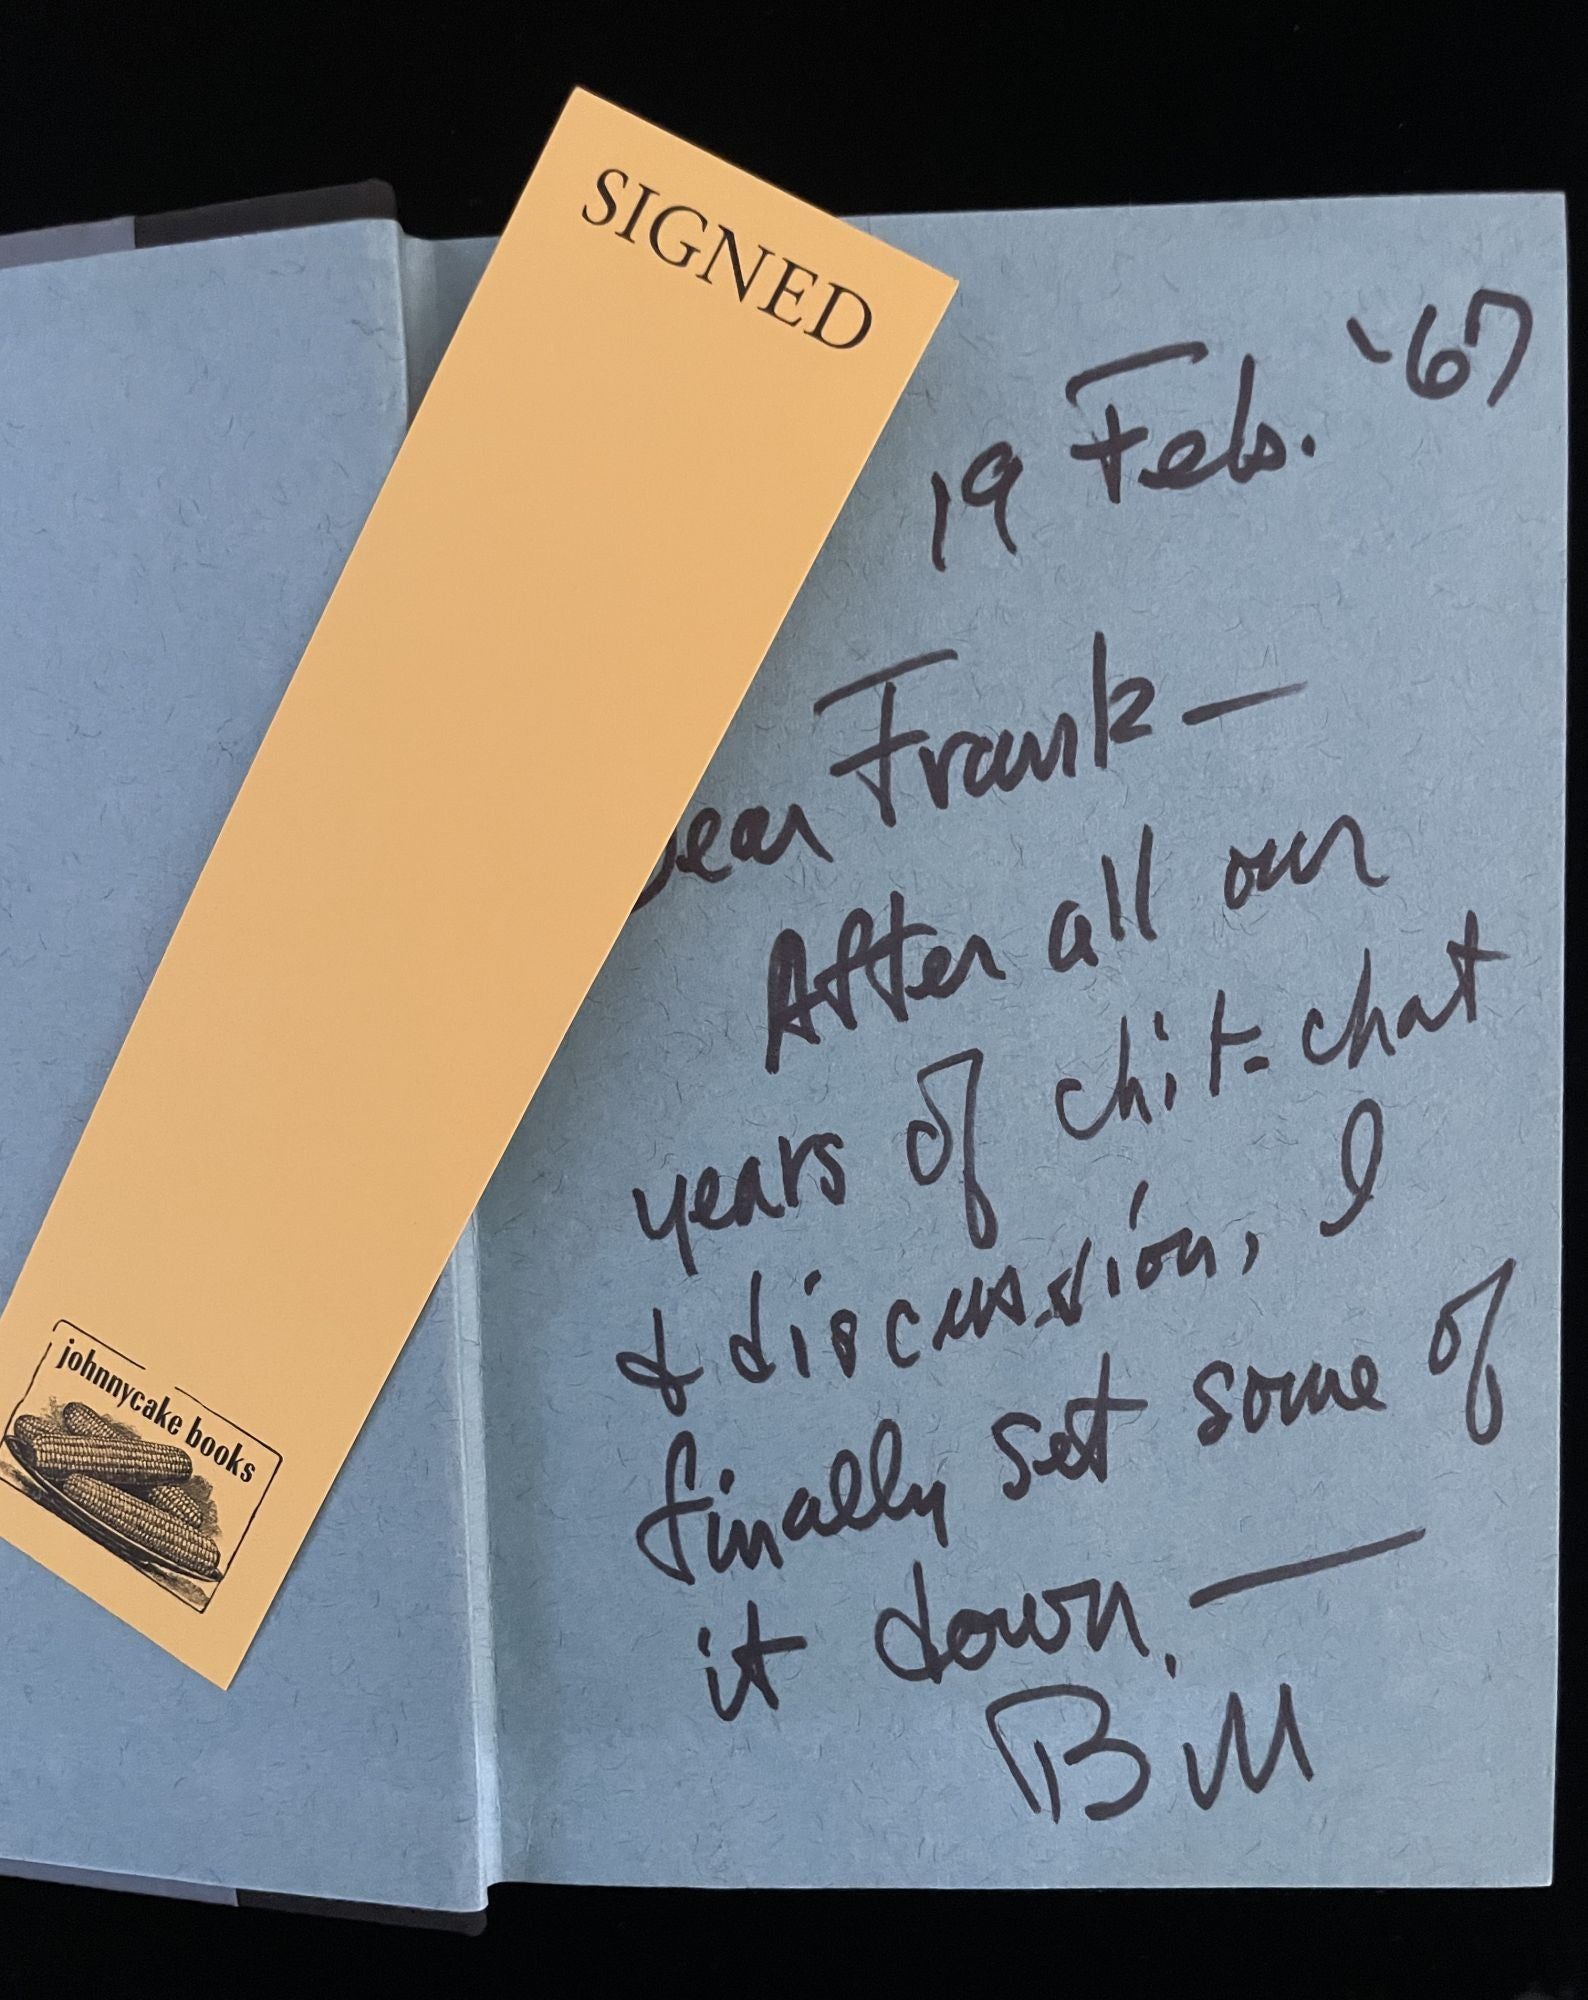 SIGNED
19 Feb. '67
Dear Frank—
After all our
years of chit-chat
& discussion, I
finally set some of
it down.—
Bill
johnnycake books